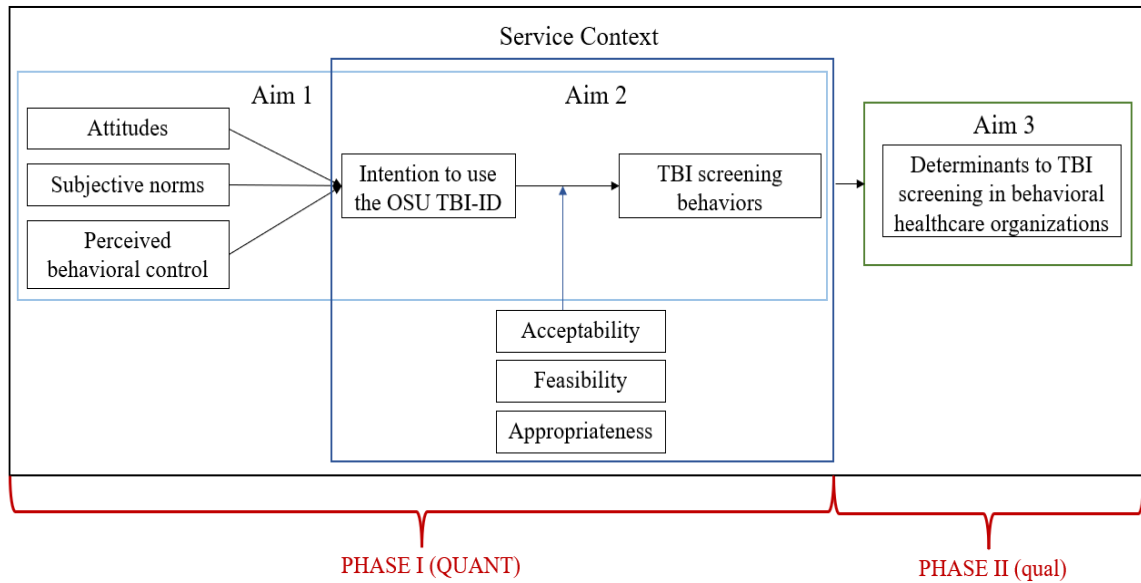 Service Context
Aim 1
Aim 2
Aim 3
Attitudes
Subjective norms
Perceived
behavioral control
Intention to use
the OSU TBI-ID
TBI screening
behaviors
Determinants to TBI
screening in behavioral
healthcare organizations
Acceptability
Feasibility
Appropriateness
PHASE I (QUANT)
PHASE II (qual)